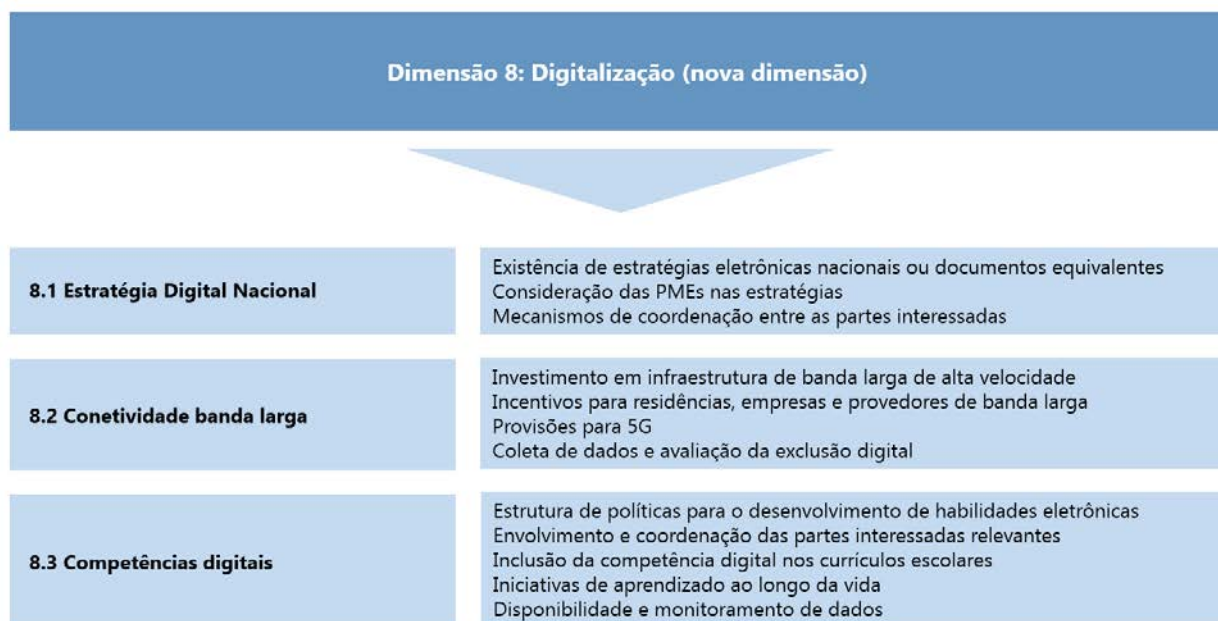 Dimensão 8: Digitalização (nova dimensão)
8.1 Estratégia Digital Nacional
Existência de estratégias eletrônicas nacionais ou documentos equivalentes
Consideração das PMEs nas estratégias
Mecanismos de coordenação entre as partes interessadas
8.2 Conetividade banda larga
Investimento em infraestrutura de banda larga de alta velocidade
Incentivos para residências, empresas e provedores de banda larga
Provisões para 5G
Coleta de dados e avaliação da exclusão digital
8.3 Competências digitais
Estrutura de políticas para o desenvolvimento de habilidades eletrônicas
Envolvimento e coordenação das partes interessadas relevantes
Inclusão da competência digital nos currículos escolares
Iniciativas de aprendizado ao longo da vida
Disponibilidade e monitoramento de dados